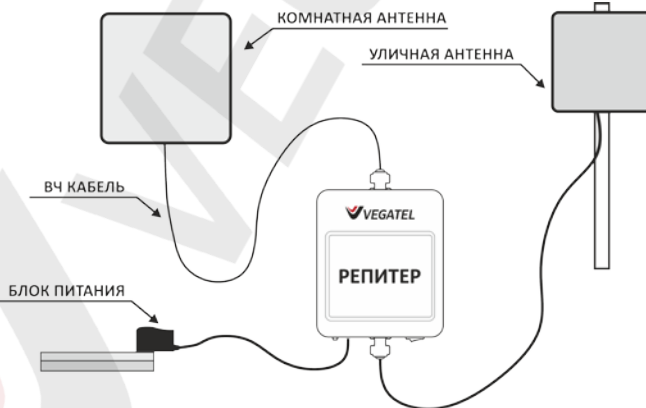 КОМНАТНАЯ АНТЕННА
УЛИЧНАЯ АНТЕННА
ВЧ КАБЕЛЬ
VEGATEL
РЕПИТЕР
БЛОК ПИТАНИЯ